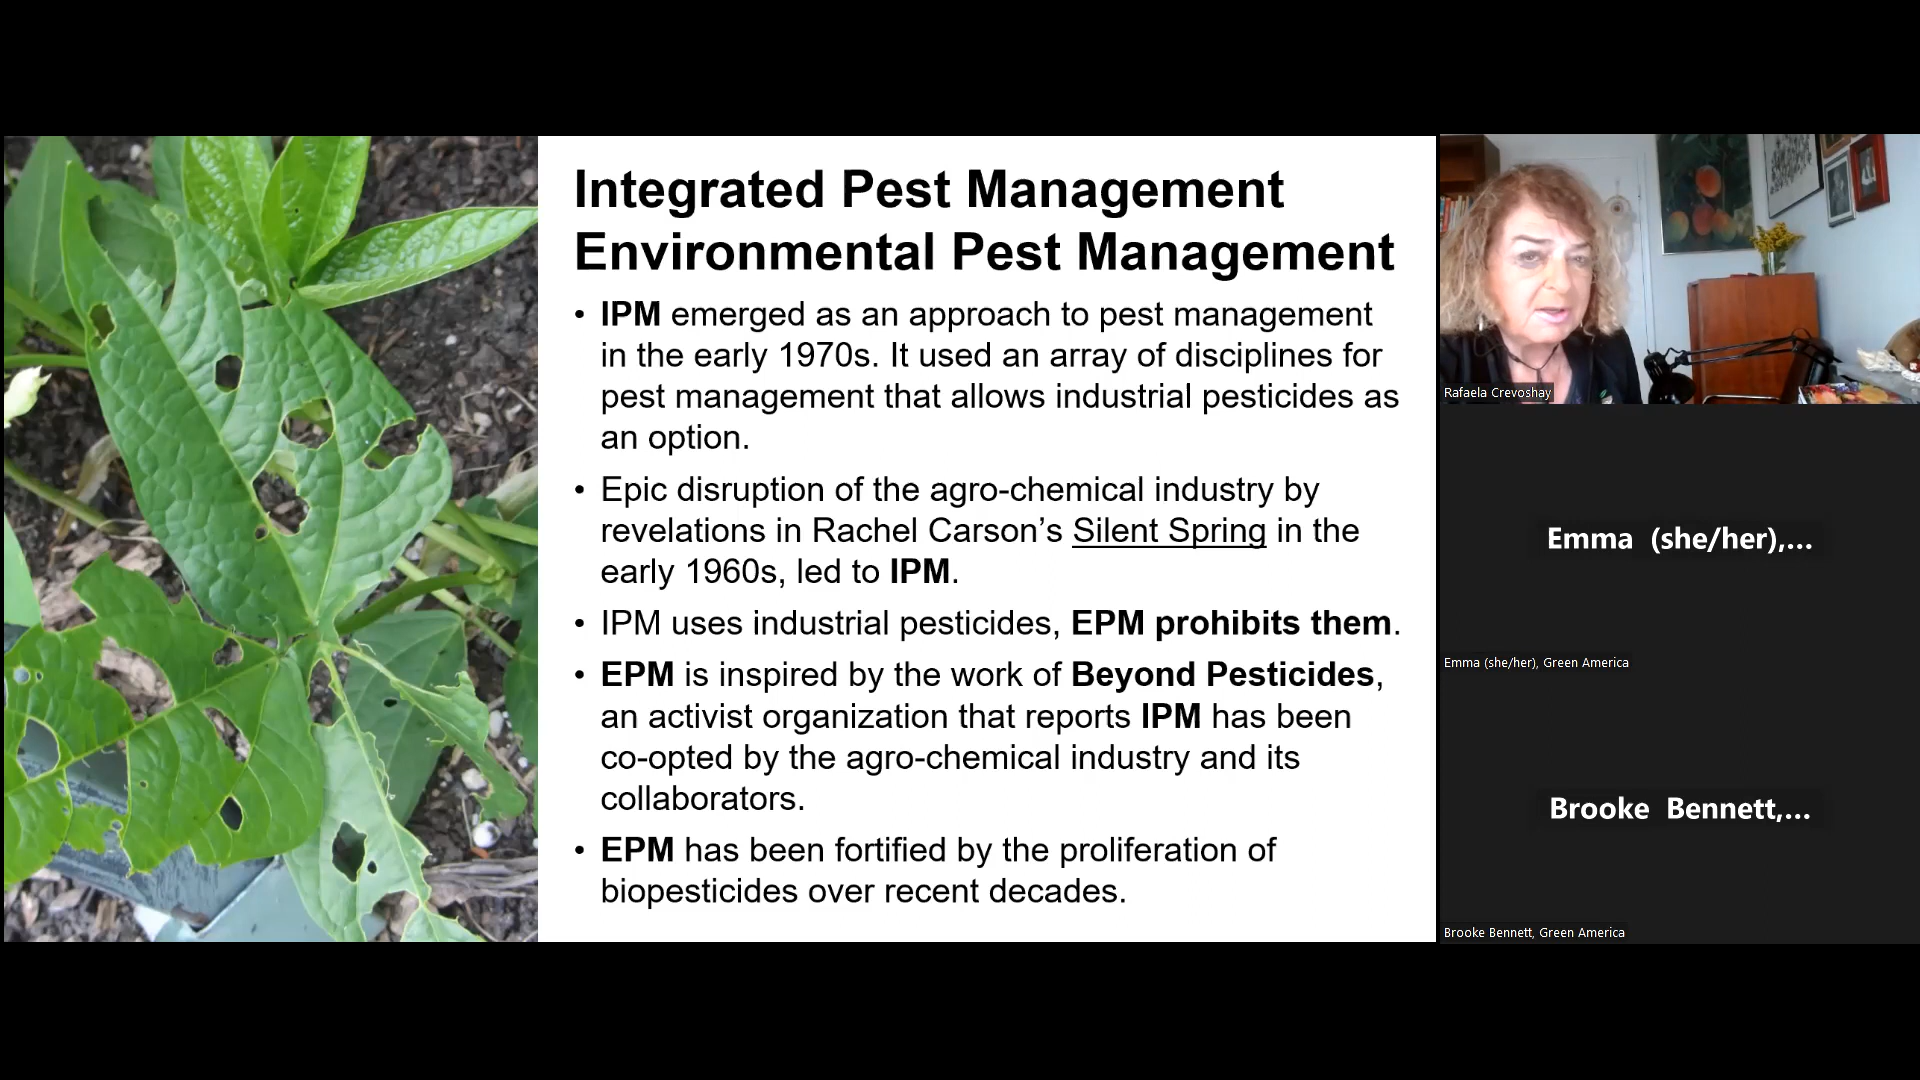 Integrated Pest Management
Environmental Pest Management
• IPM emerged as an approach to pest management
in the early 1970s. It used an array of disciplines for
pest management that allows industrial pesticides as
an option.
• Epic disruption of the agro-chemical industry by
revelations in Rachel Carson’s Silent Spring in the
early 1960s, led to IPM.
• IPM uses industrial pesticides, EPM prohibits them.
• EPM is inspired by the work of Beyond Pesticides,
an activist organization that reports IPM has been
co-opted by the agro-chemical industry and its
collaborators.
• EPM has been fortified by the proliferation of
biopesticides over recent decades.
Rafaela Crevoshay
Emma (she/her),...
Emma (she/her), Green America
Brooke Bennett,...
Brooke Bennett, Green America